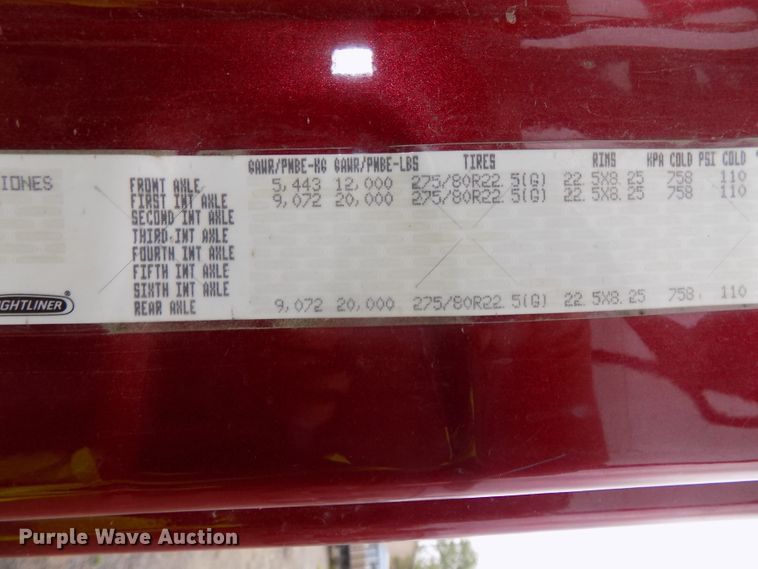 GAWR/PNBE-KG GAWR/PNBE-LBS TIRES RIMS KPA COLD PSI COLD
IONES FRONT AXLE 5,443 12,000 275/80R22.5(G) 22.5X8.25 758 110
FIRST INT AXLE 9,072 20,000 275/80R22.5(G) 22.5X8.25 758 110
SECOND INT AXLE
THIRD INT AXLE
FOURTH INT AXLE
FIFTH INT AXLE
SIXTH INT AXLE
GHTLINER REAR AXLE 9,072 20,000 275/80R22.5(G) 22.5X8.25 758 110
Purple Wave Auction®